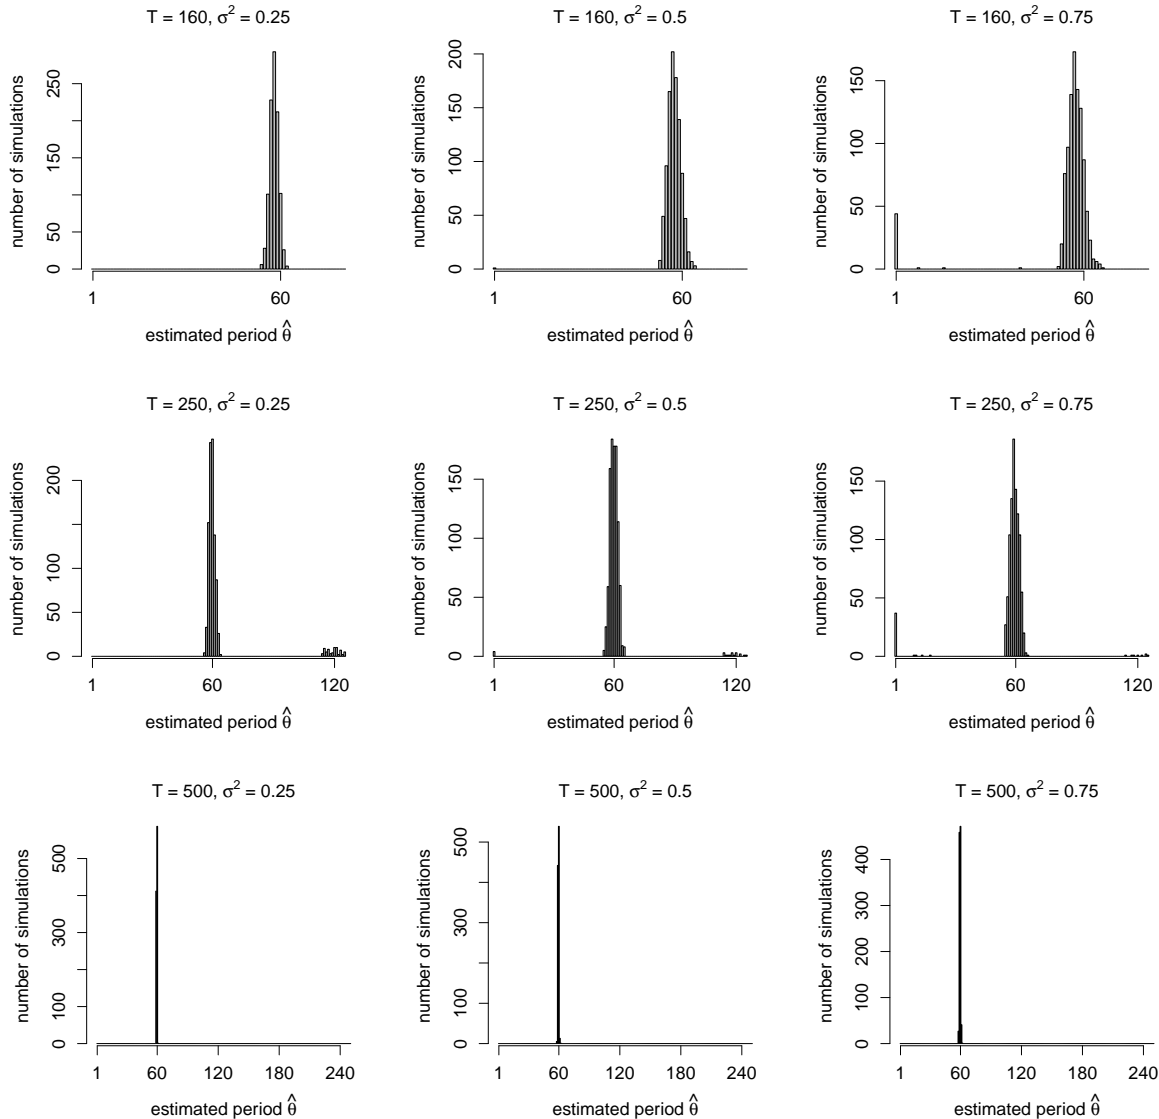 T = 160, σ² = 0.25
number of simulations
50
150
250
1 60
estimated period θ̂
T = 160, σ² = 0.5
number of simulations
0 50 100 150 200
1 60
estimated period θ̂
T = 160, σ² = 0.75
number of simulations
0 50 100 150
1 60
estimated period θ̂
T = 250, σ² = 0.25
number of simulations
0 50 100 200
1 60 120
estimated period θ̂
T = 250, σ² = 0.5
number of simulations
0 50 100 150
1 60 120
estimated period θ̂
T = 250, σ² = 0.75
number of simulations
0 50 100 150
1 60 120
estimated period θ̂
T = 500, σ² = 0.25
number of simulations
0 100 300 500
1 60 120 180 240
estimated period θ̂
T = 500, σ² = 0.5
number of simulations
0 100 300 500
1 60 120 180 240
estimated period θ̂
T = 500, σ² = 0.75
number of simulations
0 100 200 300 400
1 60 120 180 240
estimated period θ̂